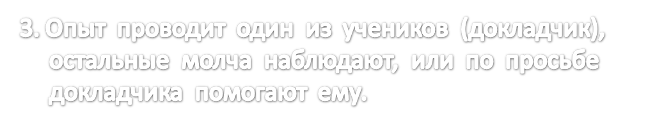 3. Опыт проводит один из учеников (докладчик),
остальные молча наблюдают, или по просьбе
докладчика помогают ему.